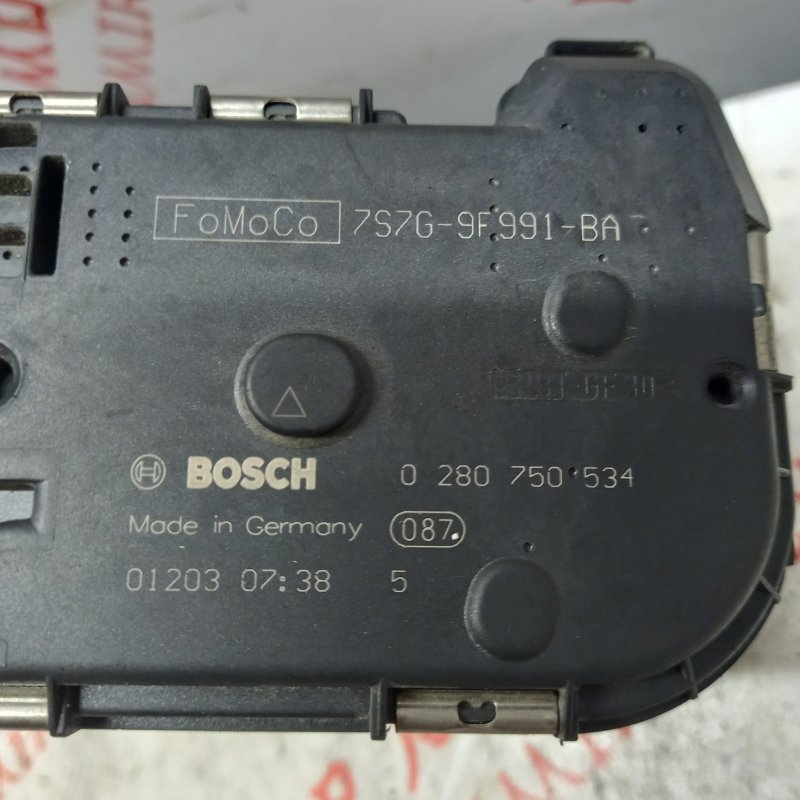 FoMoCo 7S7G-9F991-BA
BOSCH 0 280 750 534
Made in Germany 087
01203 07:38 5